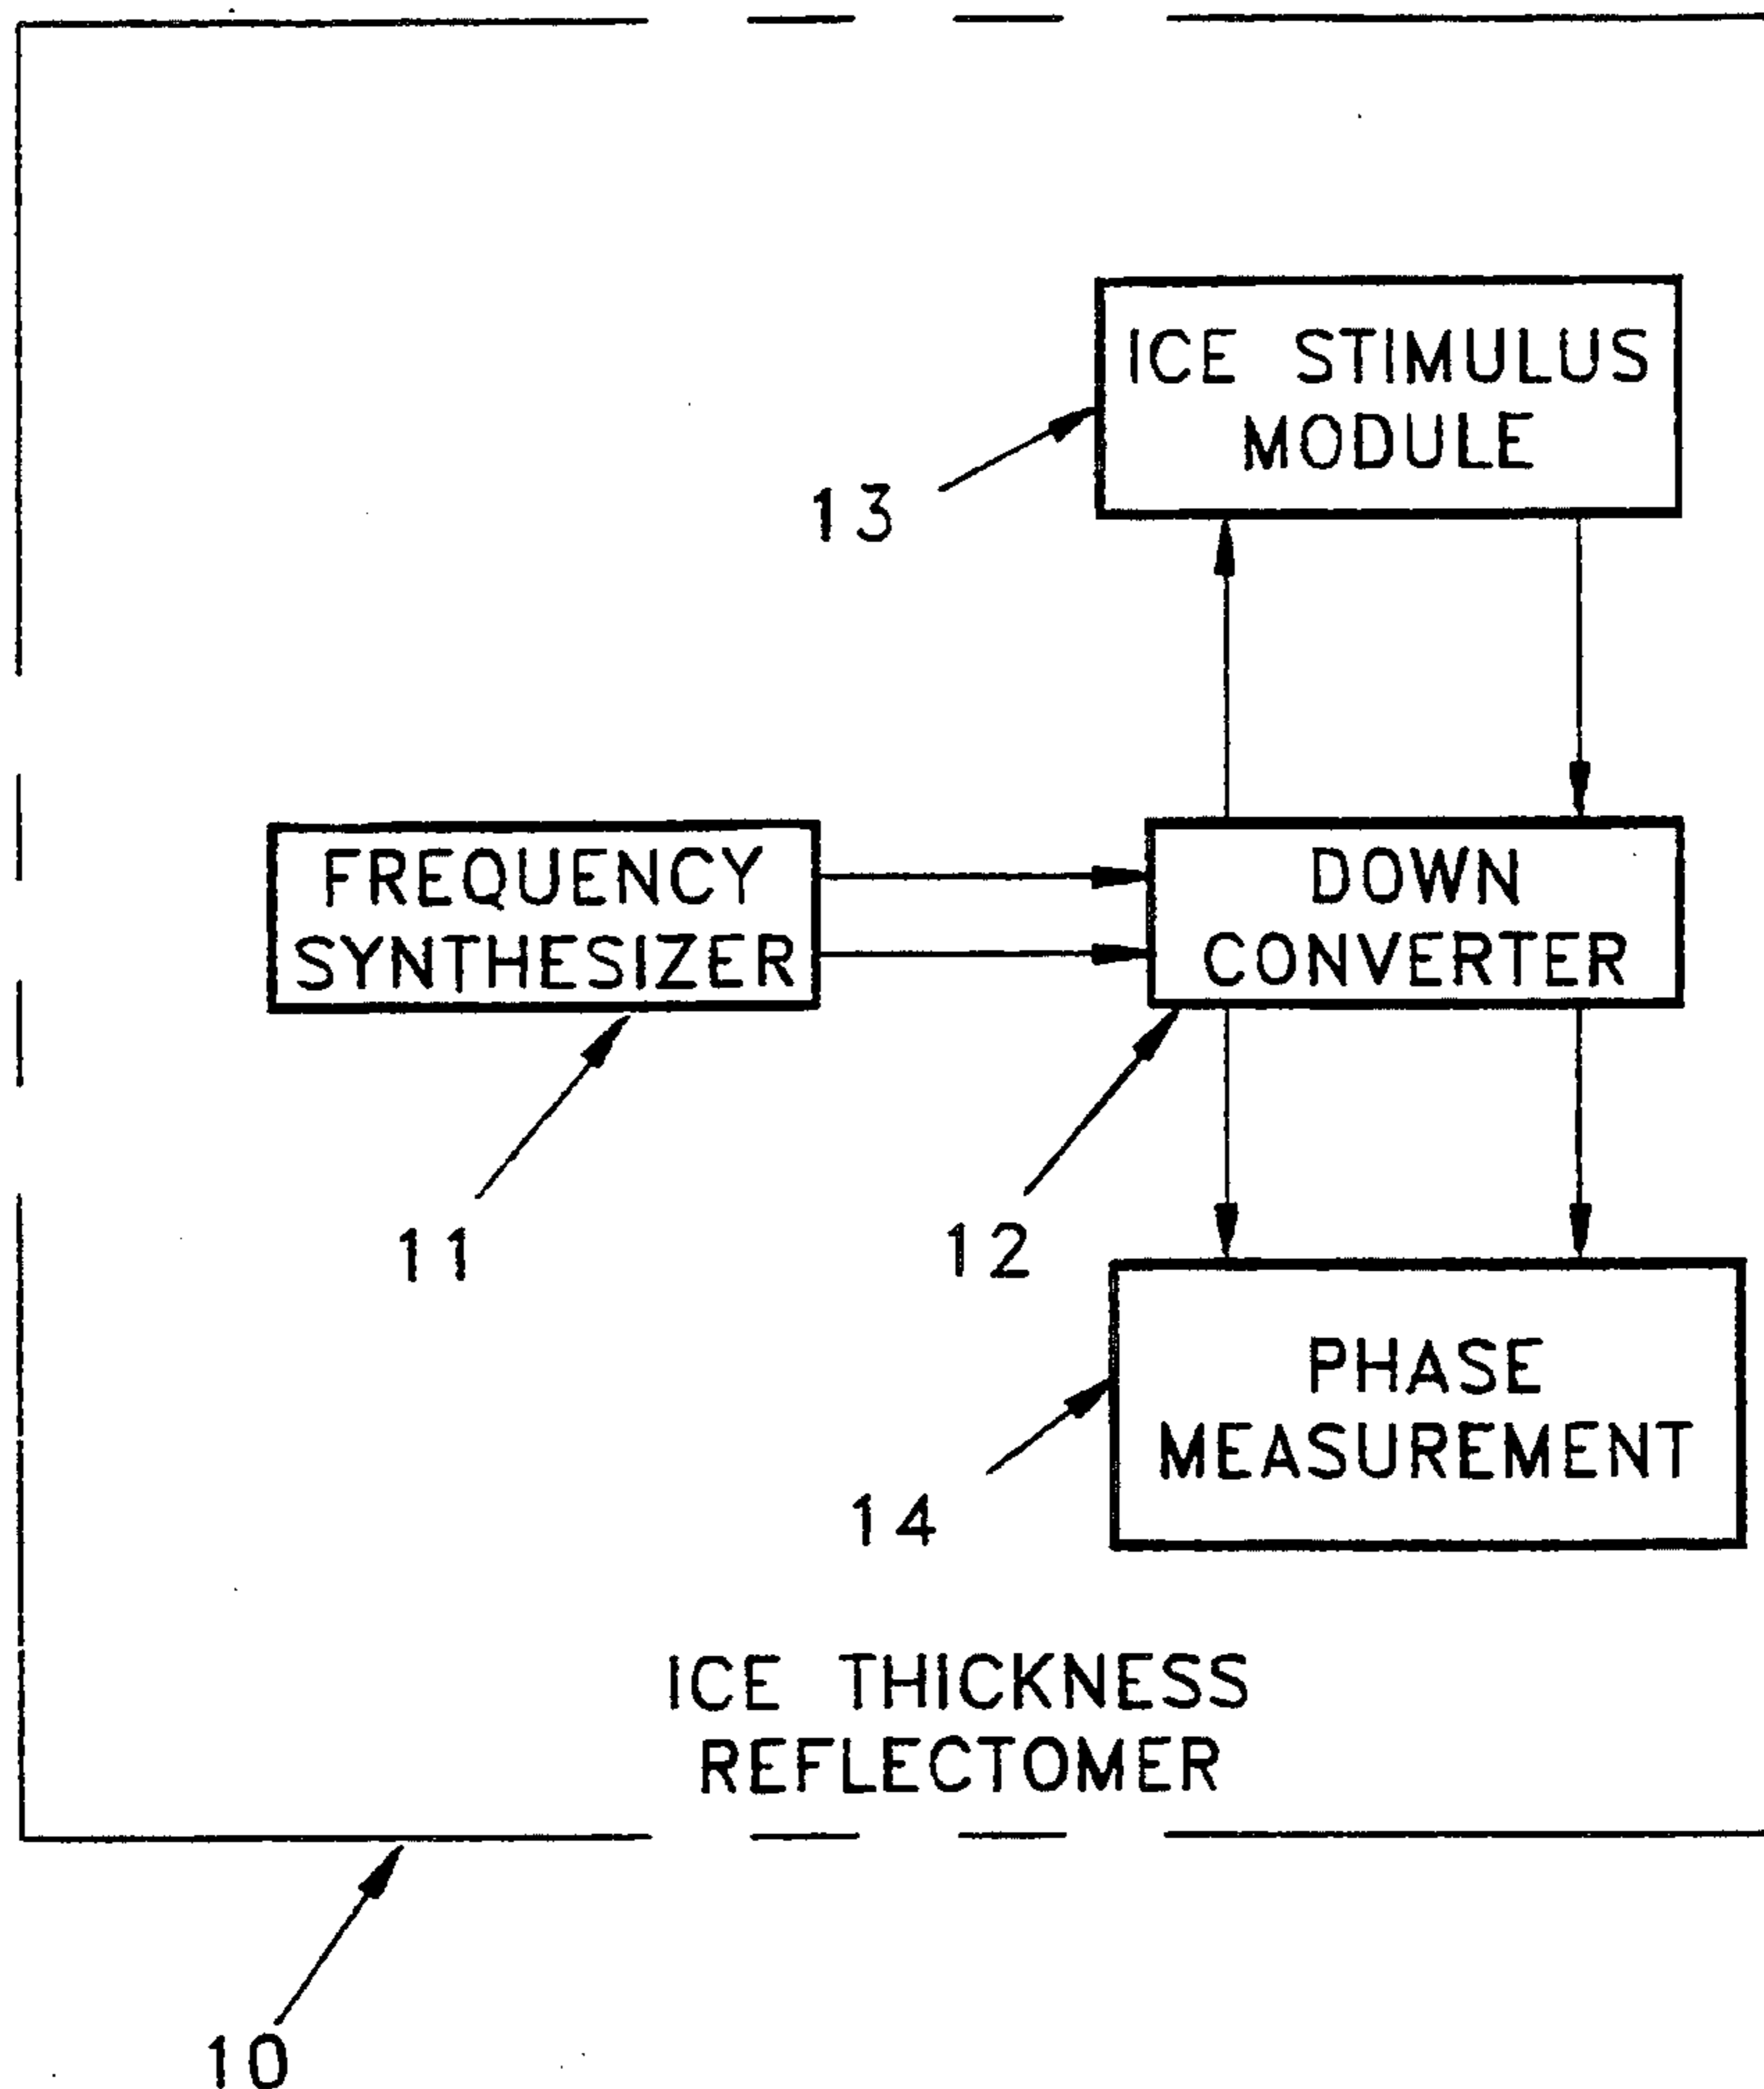 ICE STIMULUS
MODULE
13
FREQUENCY
SYNTHESIZER
DOWN
CONVERTER
11
12
PHASE
MEASUREMENT
14
ICE THICKNESS
REFLECTOMER
10